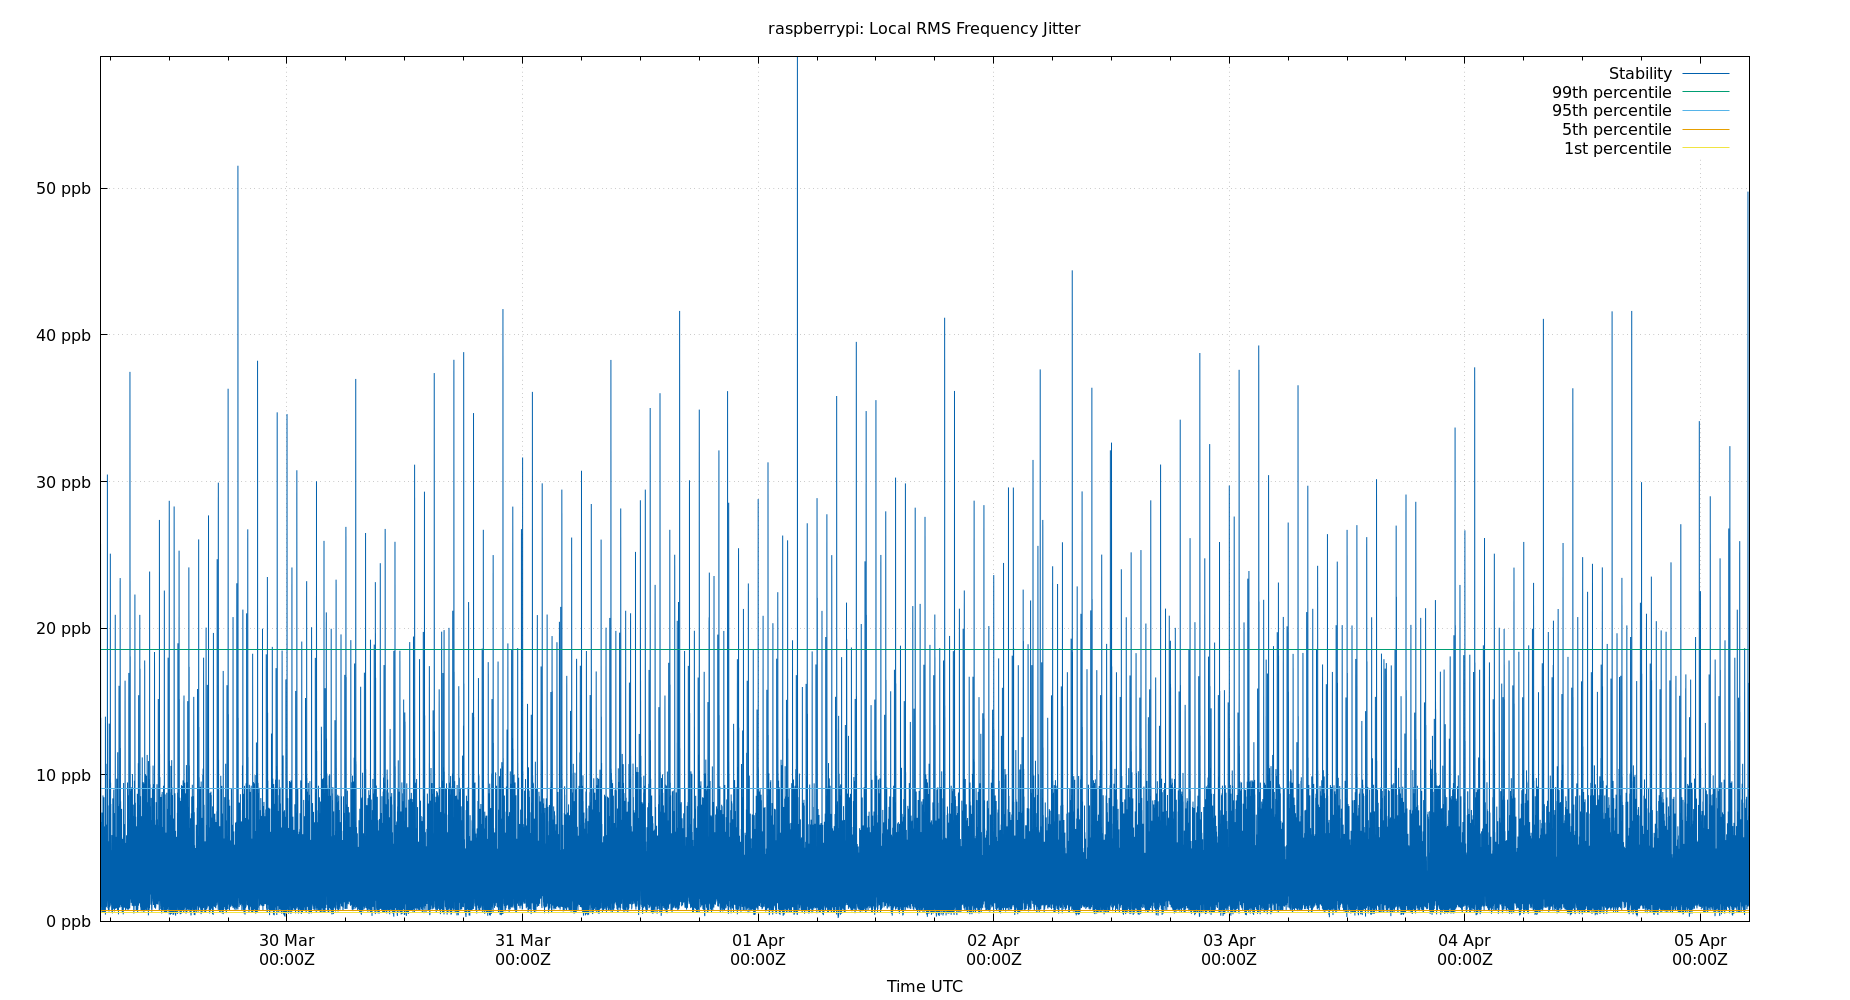 raspberrypi: Local RMS Frequency Jitter
Stability
99th percentile
95th percentile
5th percentile
1st percentile
50 ppb
40 ppb
30 ppb
20 ppb
10 ppb
0 ppb
30 Mar
00:00Z
31 Mar
00:00Z
01 Apr
00:00Z
02 Apr
00:00Z
03 Apr
00:00Z
04 Apr
00:00Z
05 Apr
00:00Z
Time UTC